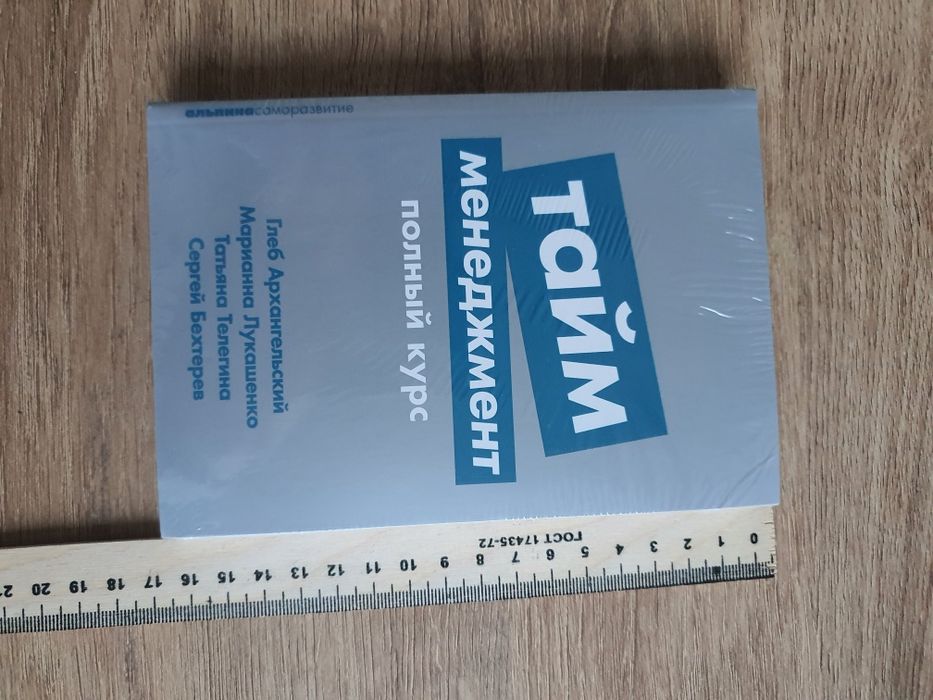 тайм
менеджмент
полный курс
Глеб Архангельский
Марианна Лукашенко
Татьяна Телегина
Сергей Бехтерев
альпинасаморазвитие
ГОСТ 17435-72
0 1 2 3 4 5 6 7 8 9 10 11 12 13 14 15 16 17 18 19 20 21